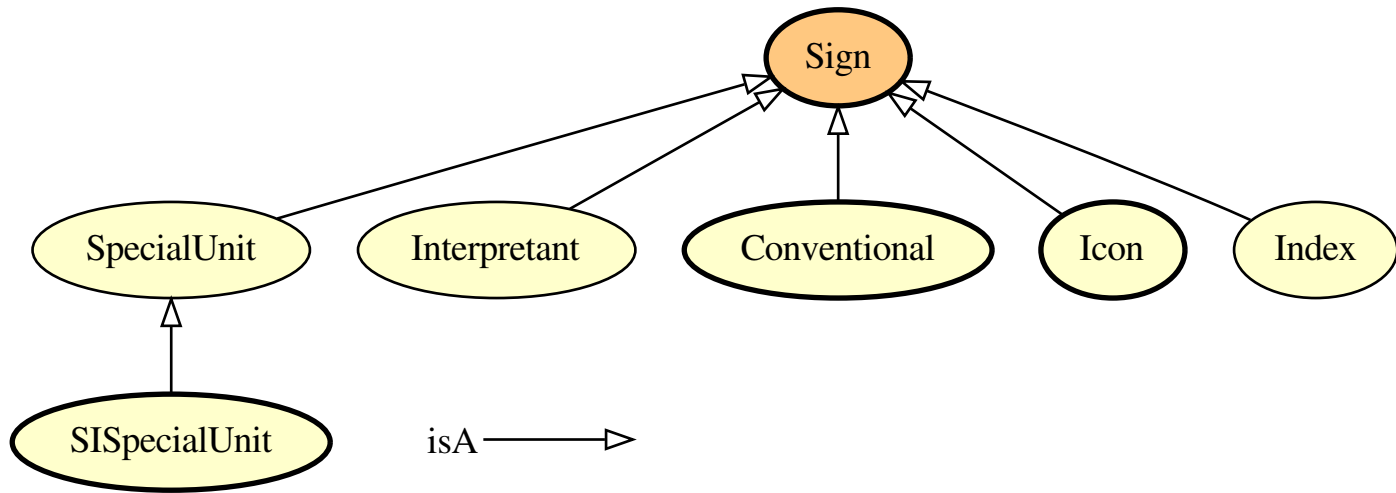 Sign
SpecialUnit
Interpretant
Conventional
Icon
Index
SISpecialUnit
isA